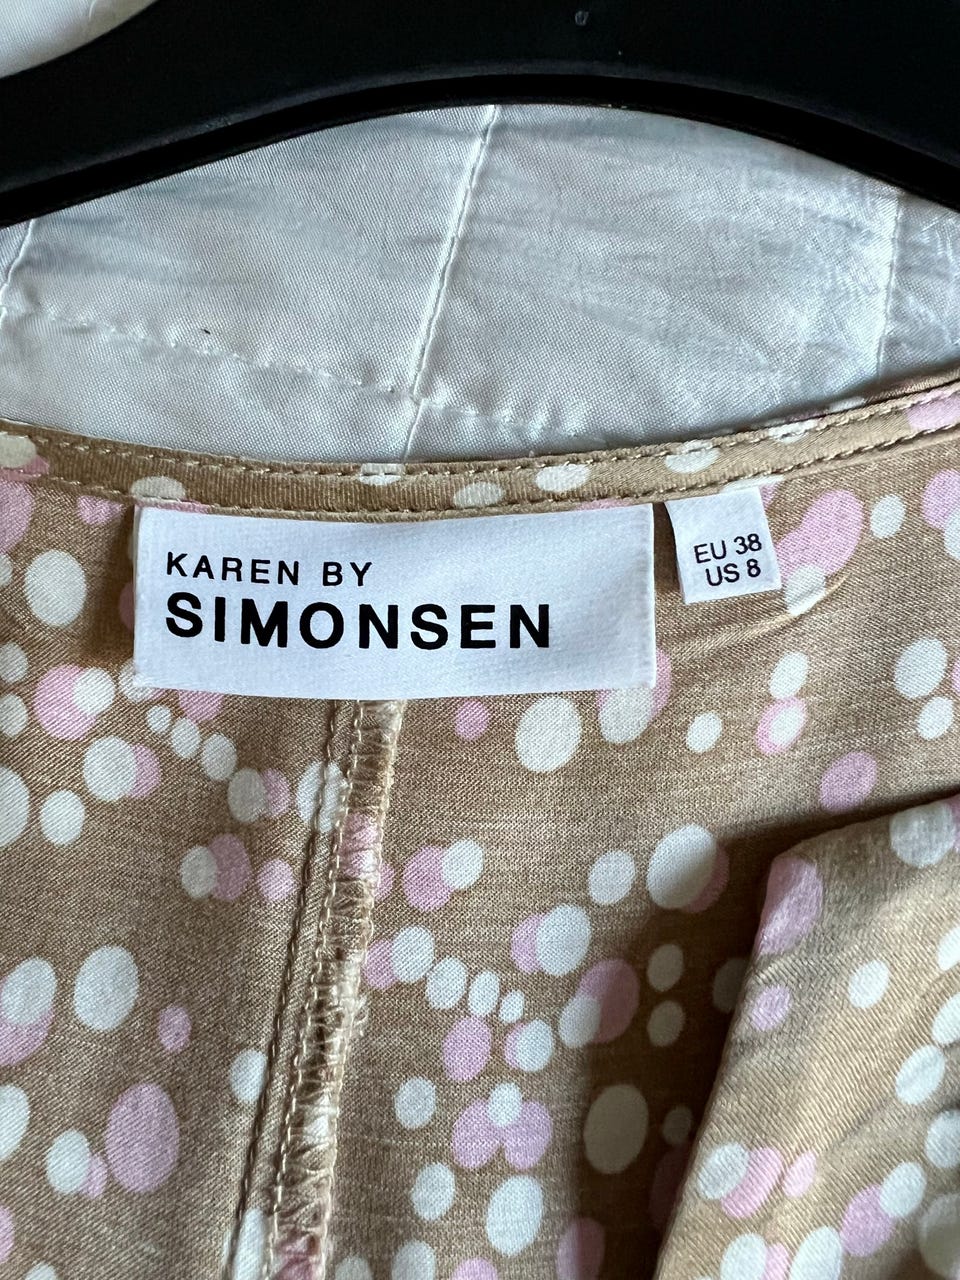 KAREN BY
SIMONSEN
EU 38
US 8